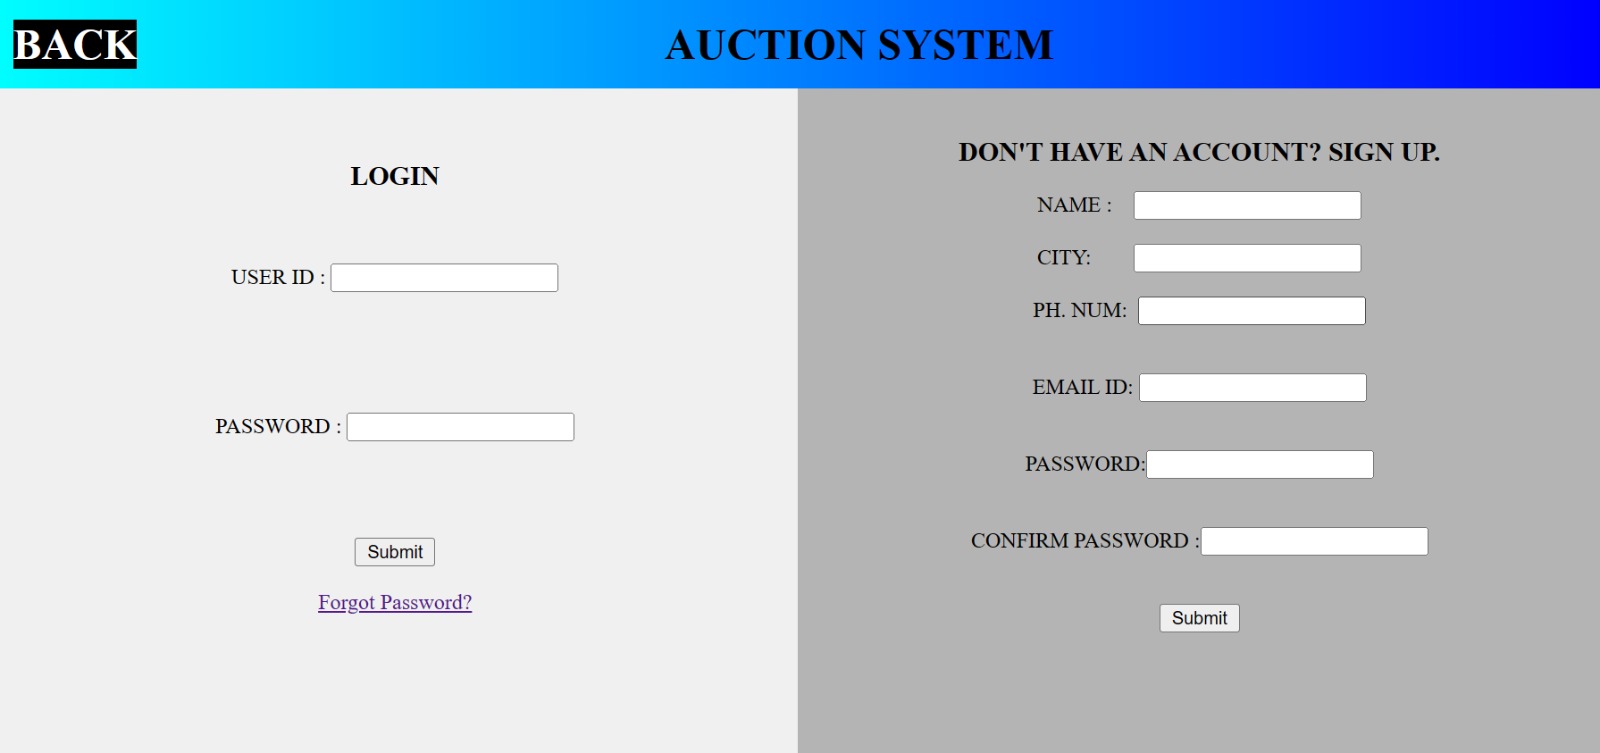 BACK
AUCTION SYSTEM
LOGIN
USER ID :
PASSWORD :
Submit
Forgot Password?
DON'T HAVE AN ACCOUNT? SIGN UP.
NAME :
CITY:
PH. NUM:
EMAIL ID:
PASSWORD:
CONFIRM PASSWORD :
Submit